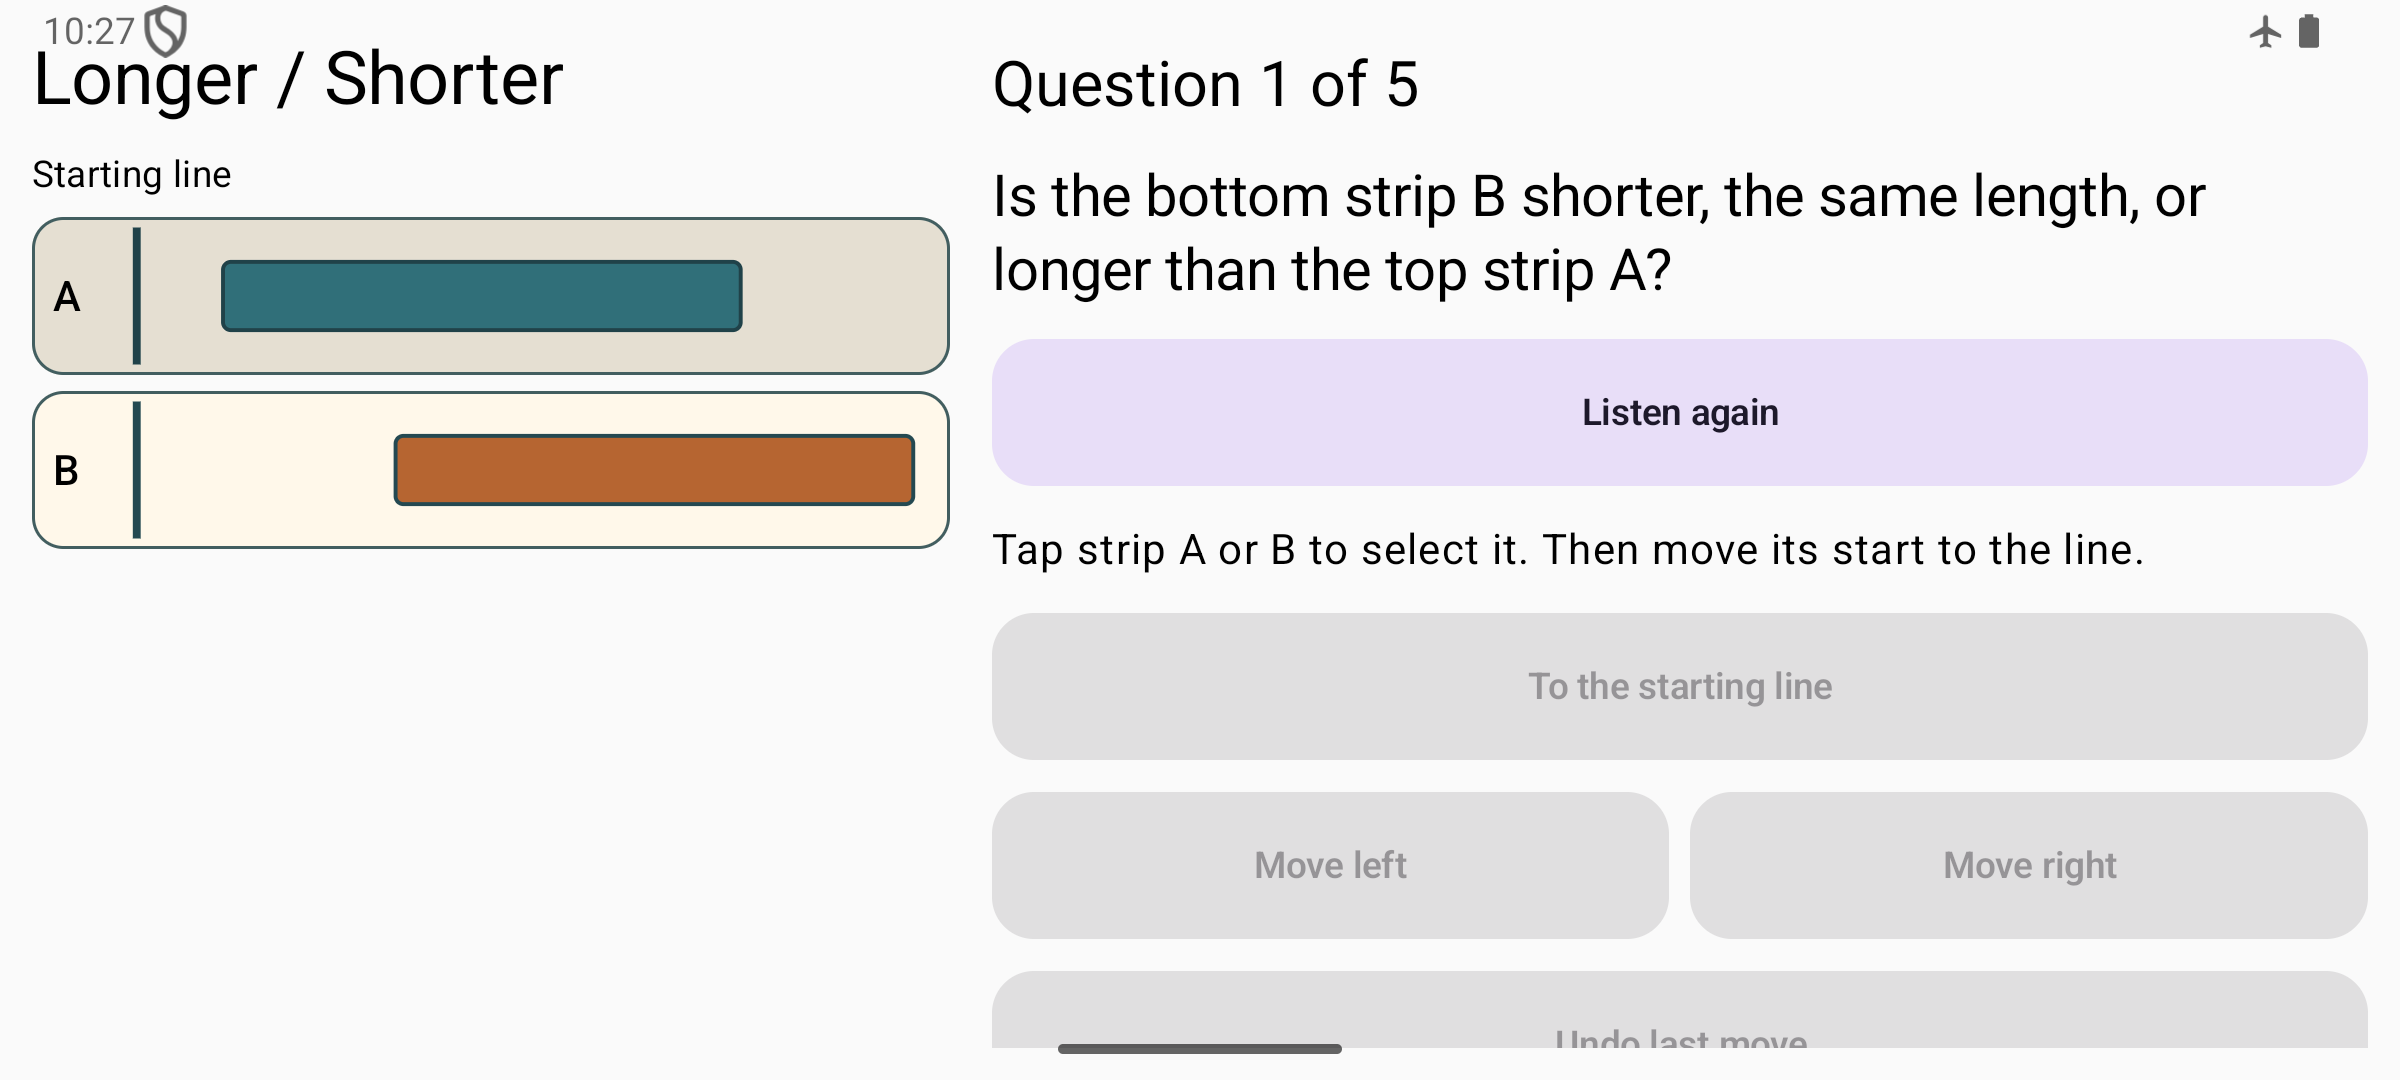 10:27
Longer / Shorter
Starting line
A
B
Question 1 of 5
Is the bottom strip B shorter, the same length, or
longer than the top strip A?
Listen again
Tap strip A or B to select it. Then move its start to the line.
To the starting line
Move left
Move right
Undo last move